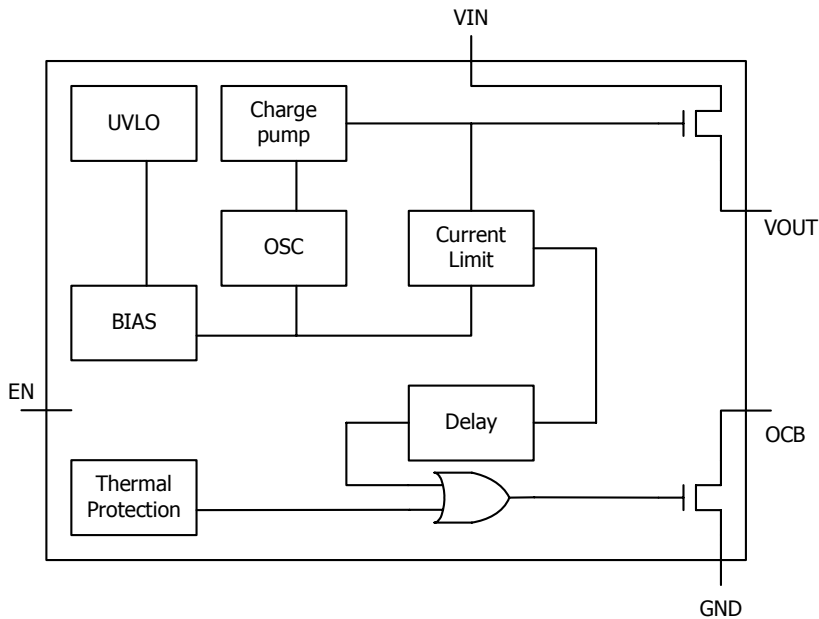 VIN
UVLO
Charge
pump
VOUT
OSC
Current
Limit
BIAS
EN
Delay
OCB
Thermal
Protection
GND